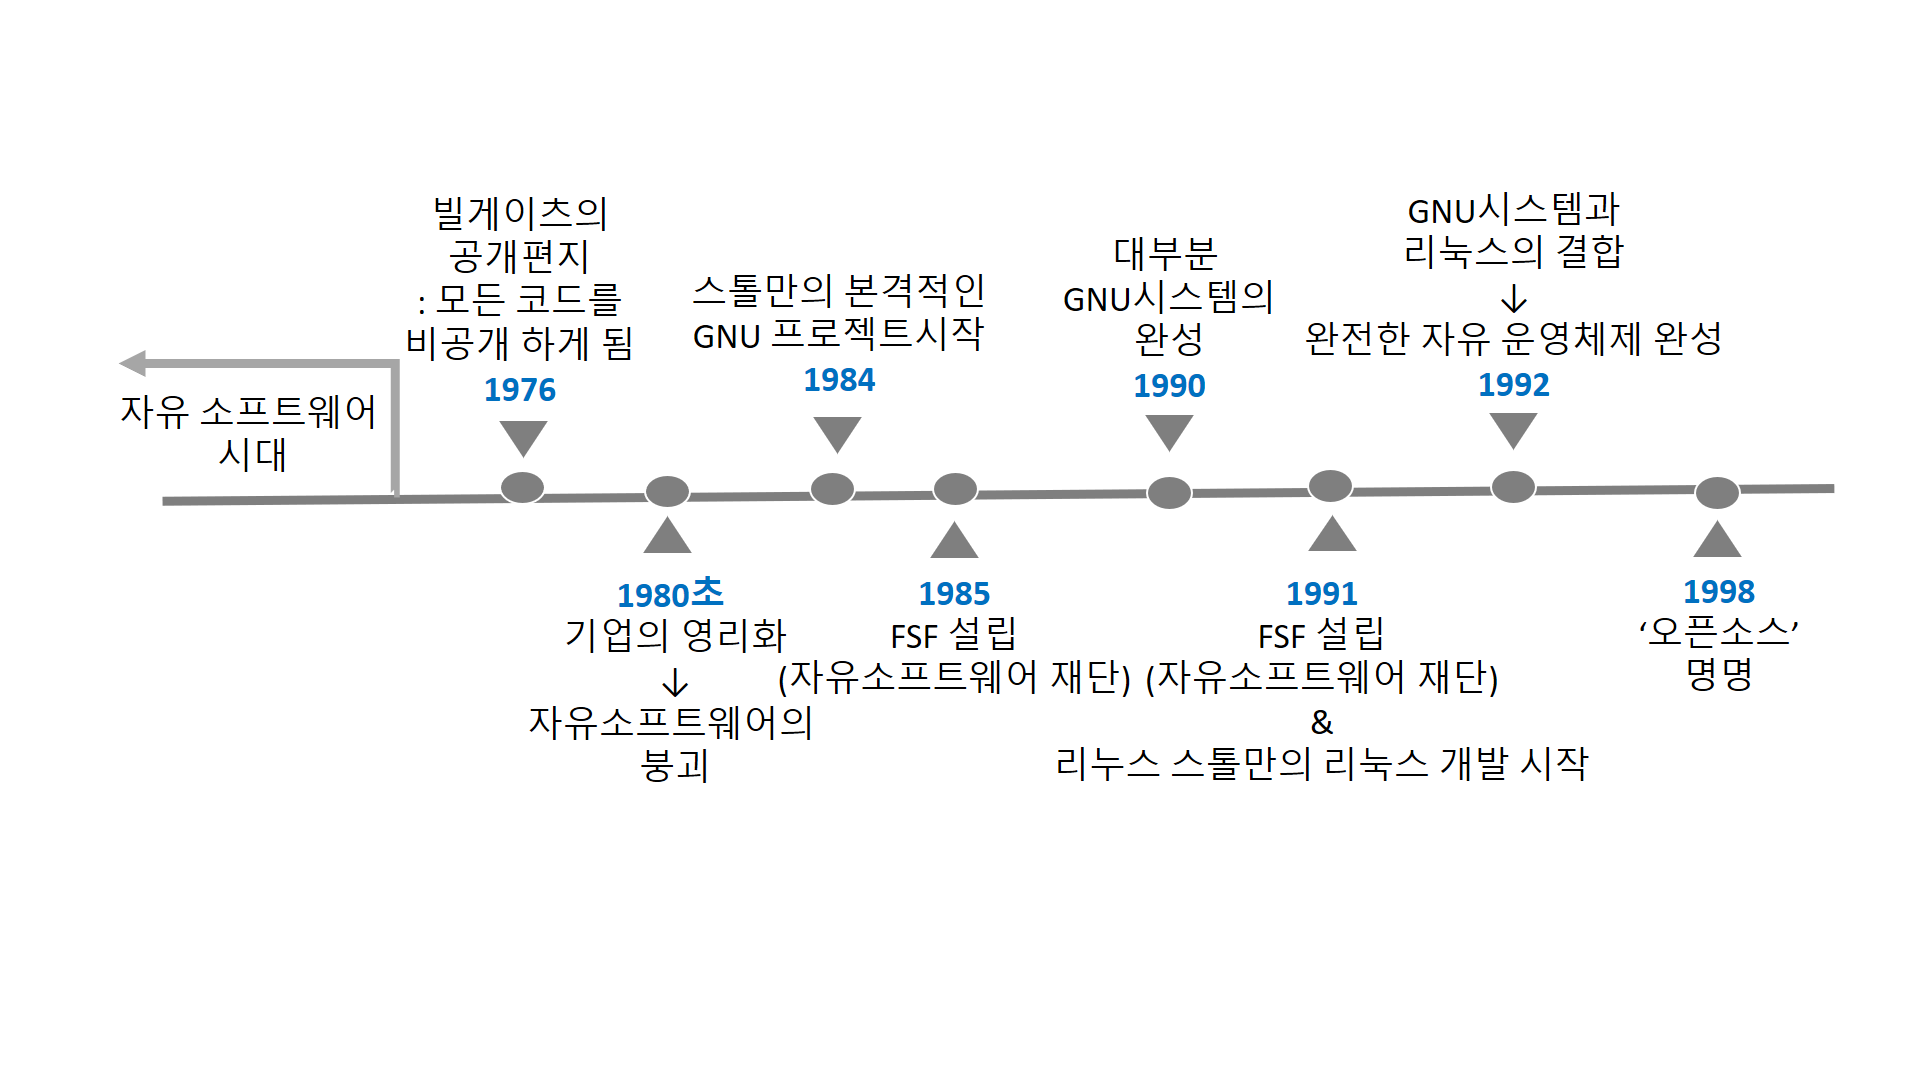 자유 소프트웨어
시대
빌게이츠의
공개편지
: 모든 코드를
비공개 하게 됨
1976
1980초
기업의 영리화
↓
자유소프트웨어의
붕괴
스톨만의 본격적인
GNU 프로젝트시작
1984
1985
FSF 설립
(자유소프트웨어 재단)
대부분
GNU시스템의
완성
1990
1991
FSF 설립
(자유소프트웨어 재단)
&
리누스 스톨만의 리눅스 개발 시작
GNU시스템과
리눅스의 결합
↓
완전한 자유 운영체제 완성
1992
1998
‘오픈소스’
명명